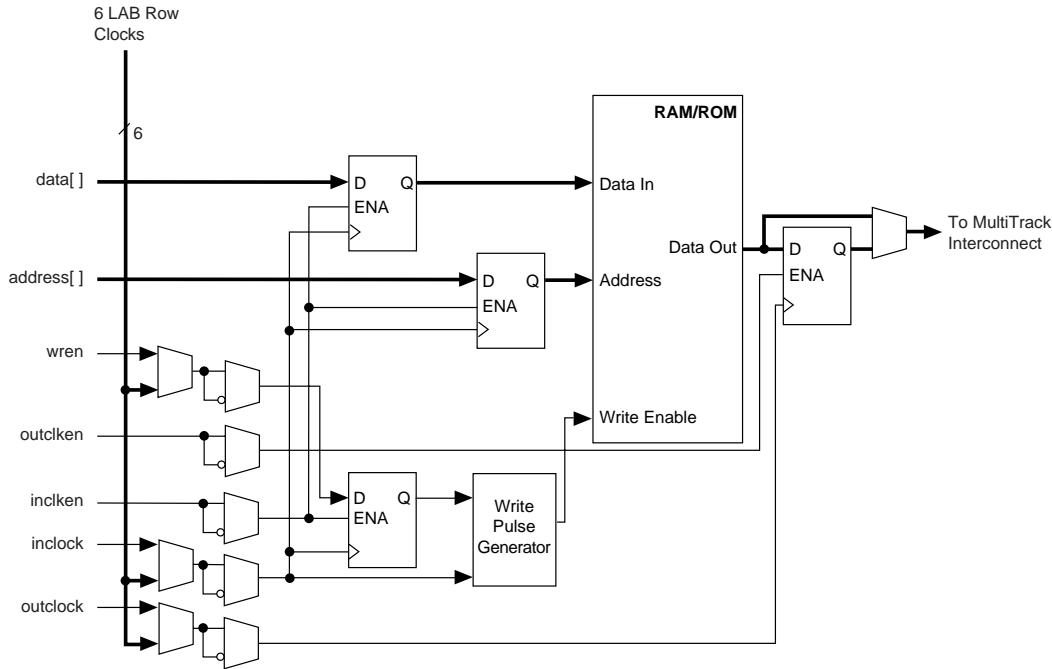 6 LAB Row
Clocks
6
RAM/ROM
data[ ]
D Q
ENA
Data In
To MultiTrack
Interconnect
Data Out
D Q
ENA
address[ ]
D Q
ENA
Address
wren
Write Enable
outclken
inclken
D Q
ENA
Write
Pulse
Generator
inclock
outclock